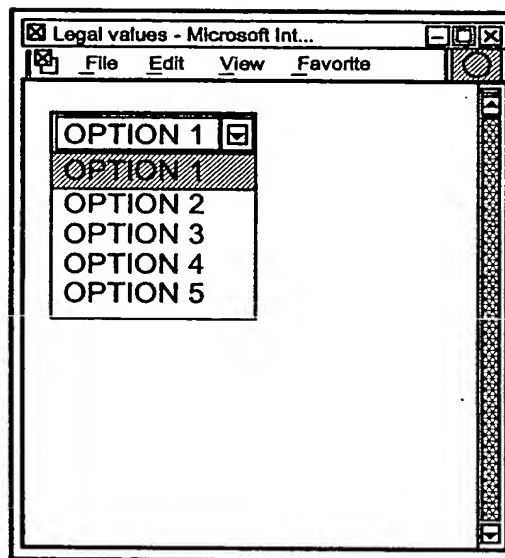 Legal values - Microsoft Int...
File Edit View Favorite
OPTION 1
OPTION 1
OPTION 2
OPTION 3
OPTION 4
OPTION 5